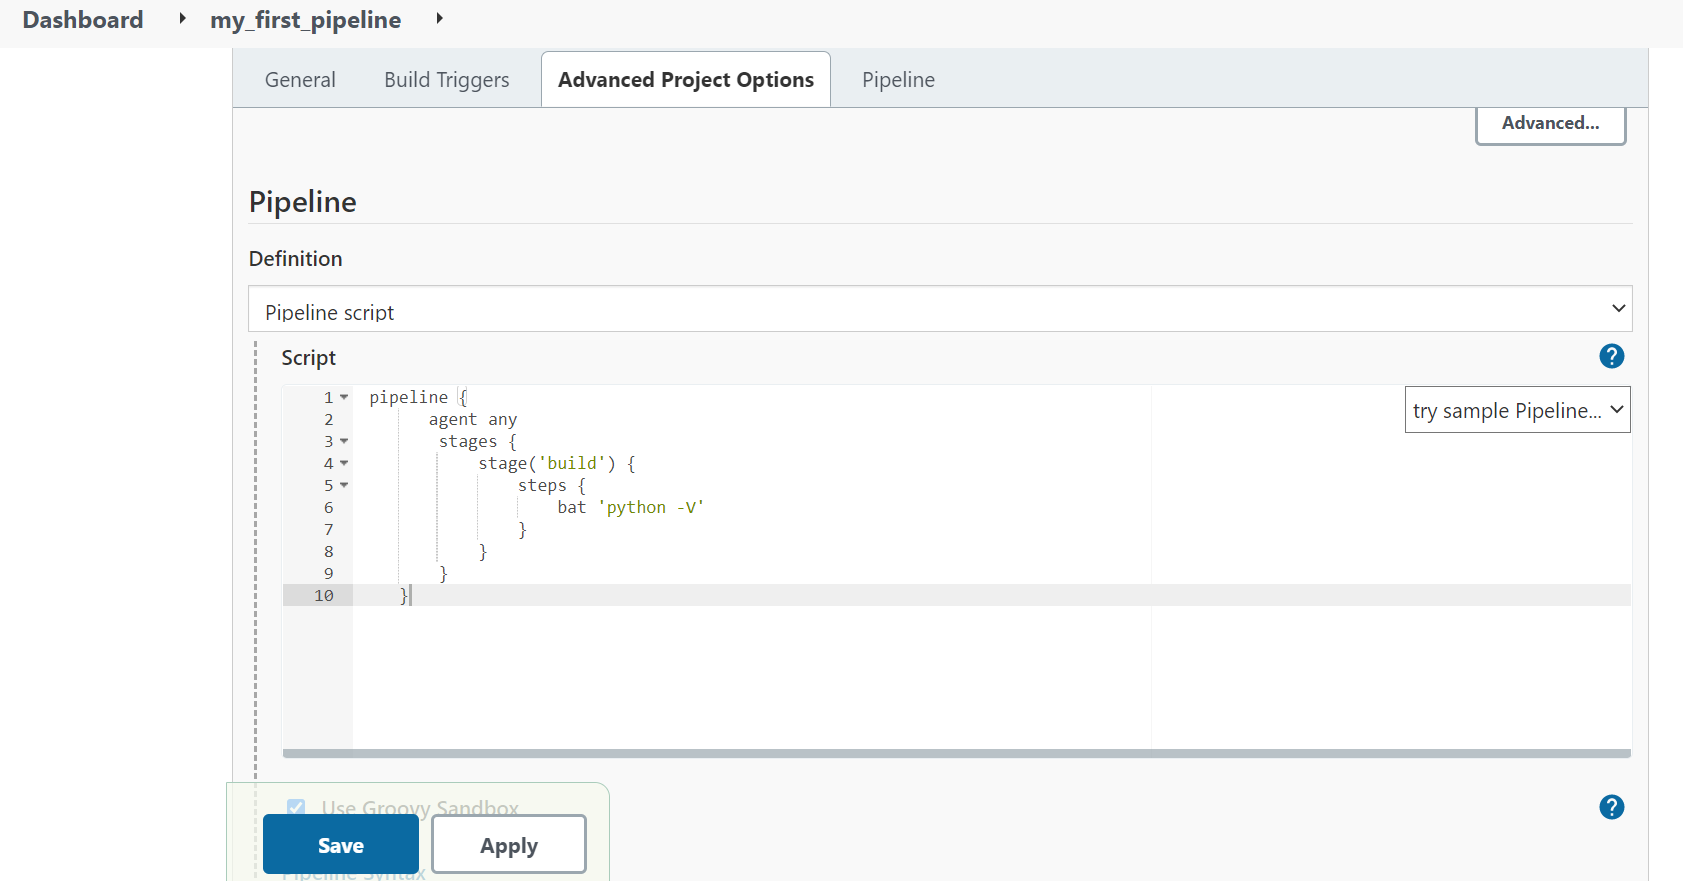 Dashboard my_first_pipeline
General Build Triggers Advanced Project Options Pipeline
Advanced...
Pipeline
Definition
Pipeline script
Script
try sample Pipeline...
1 pipeline {
2 agent any
3 stages {
4 stage('build') {
5 steps {
6 bat 'python -V'
7 }
8 }
9 }
10 }
Use Groovy Sandbox
Save Apply
Pipeline Syntax